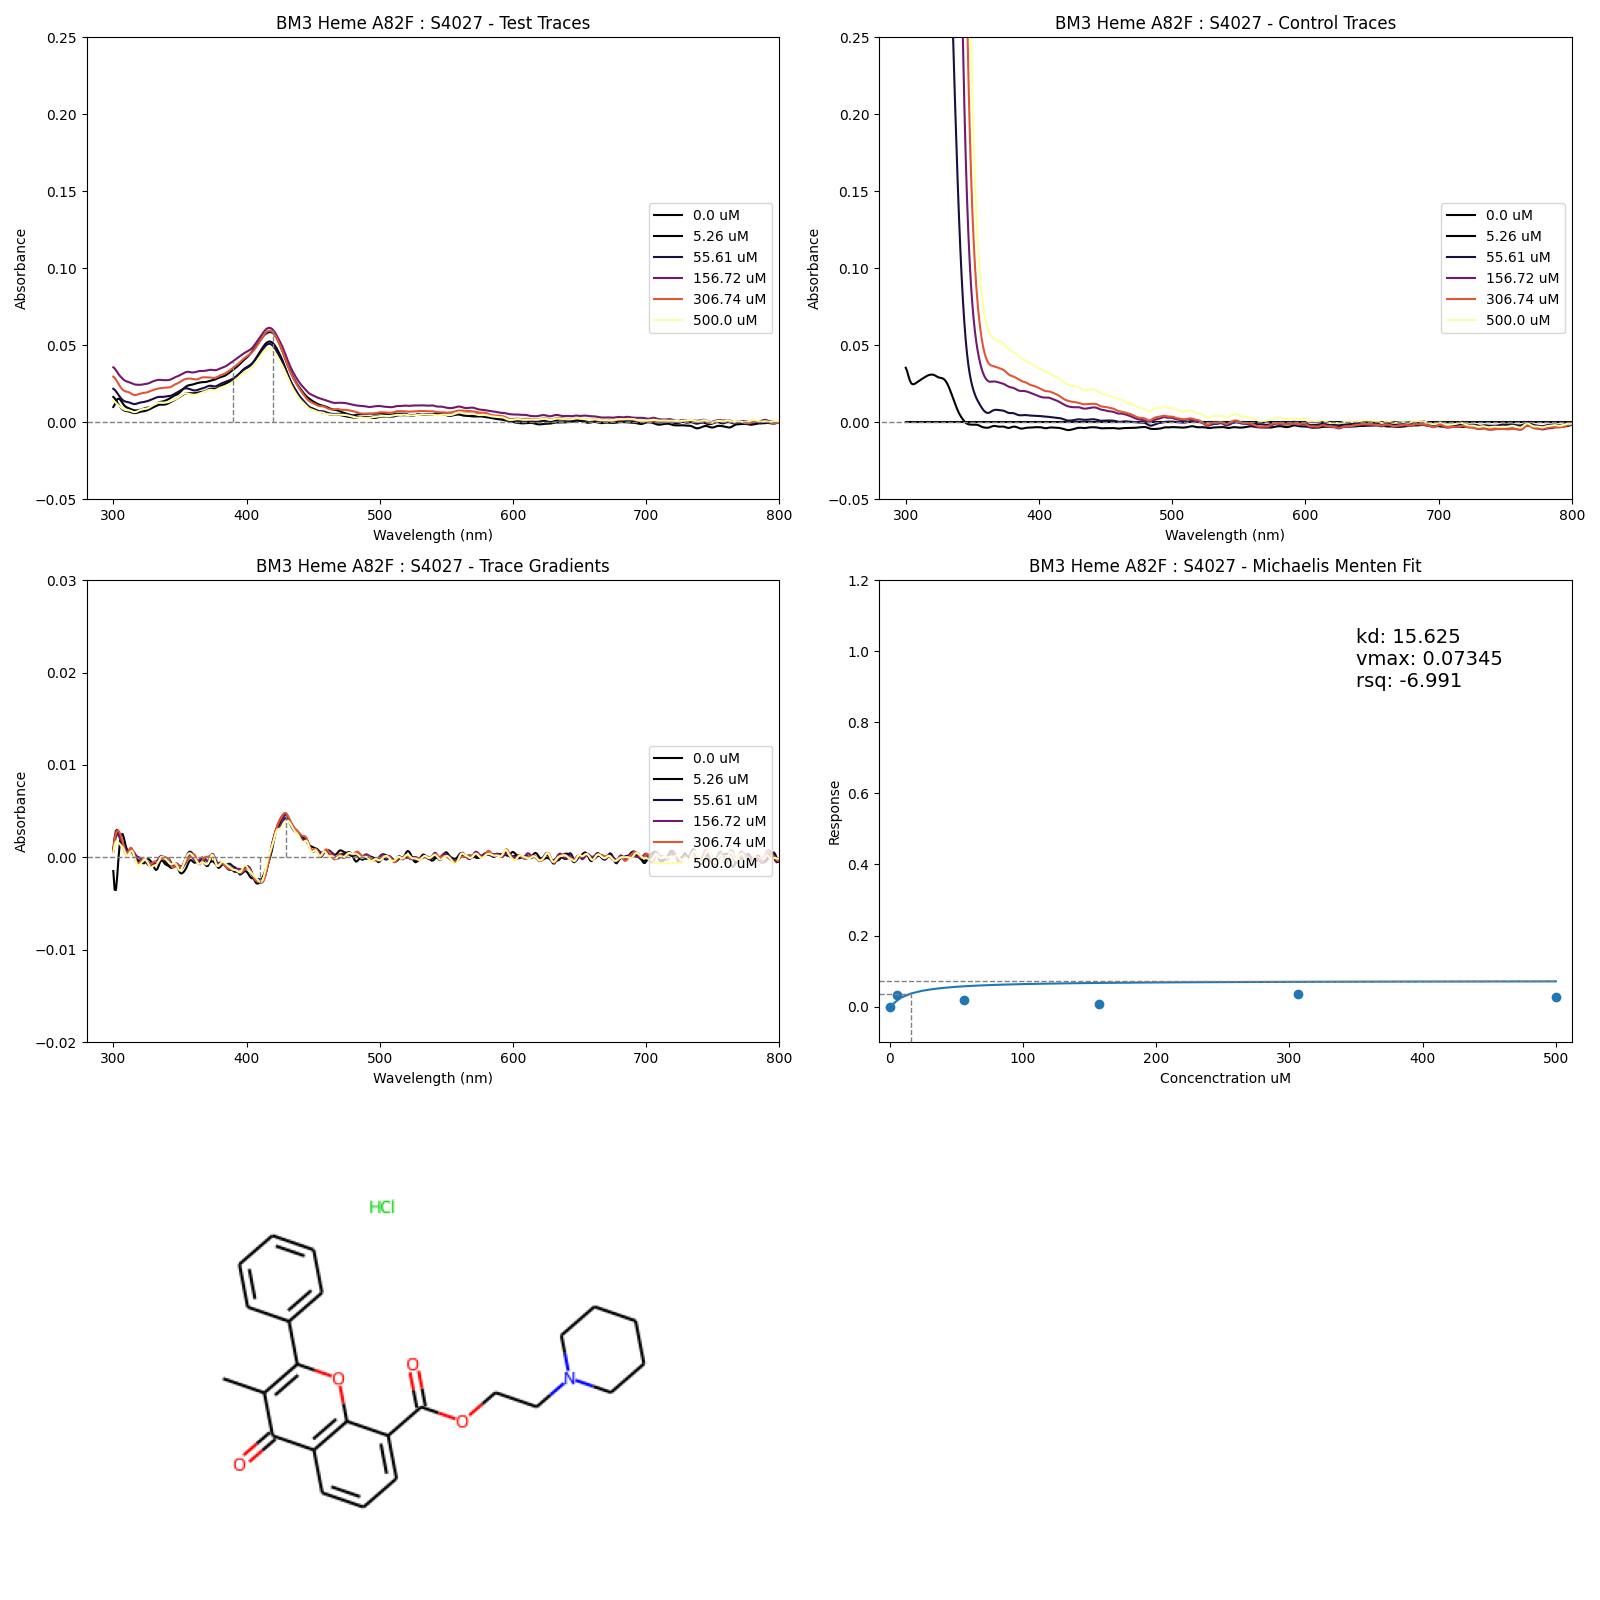 BM3 Heme A82F : S4027 - Test Traces
0.25
0.20
0.15
0.10
0.05
0.00
−0.05
Absorbance
300 400 500 600 700 800
Wavelength (nm)
0.0 uM
5.26 uM
55.61 uM
156.72 uM
306.74 uM
500.0 uM
BM3 Heme A82F : S4027 - Control Traces
0.25
0.20
0.15
0.10
0.05
0.00
−0.05
Absorbance
300 400 500 600 700 800
Wavelength (nm)
0.0 uM
5.26 uM
55.61 uM
156.72 uM
306.74 uM
500.0 uM
BM3 Heme A82F : S4027 - Trace Gradients
0.03
0.02
0.01
0.00
−0.01
−0.02
Absorbance
300 400 500 600 700 800
Wavelength (nm)
0.0 uM
5.26 uM
55.61 uM
156.72 uM
306.74 uM
500.0 uM
BM3 Heme A82F : S4027 - Michaelis Menten Fit
1.2
1.0
0.8
0.6
0.4
0.2
0.0
Response
kd: 15.625
vmax: 0.07345
rsq: -6.991
0 100 200 300 400 500
Concenctration uM
HCl
O
O
N
O
O